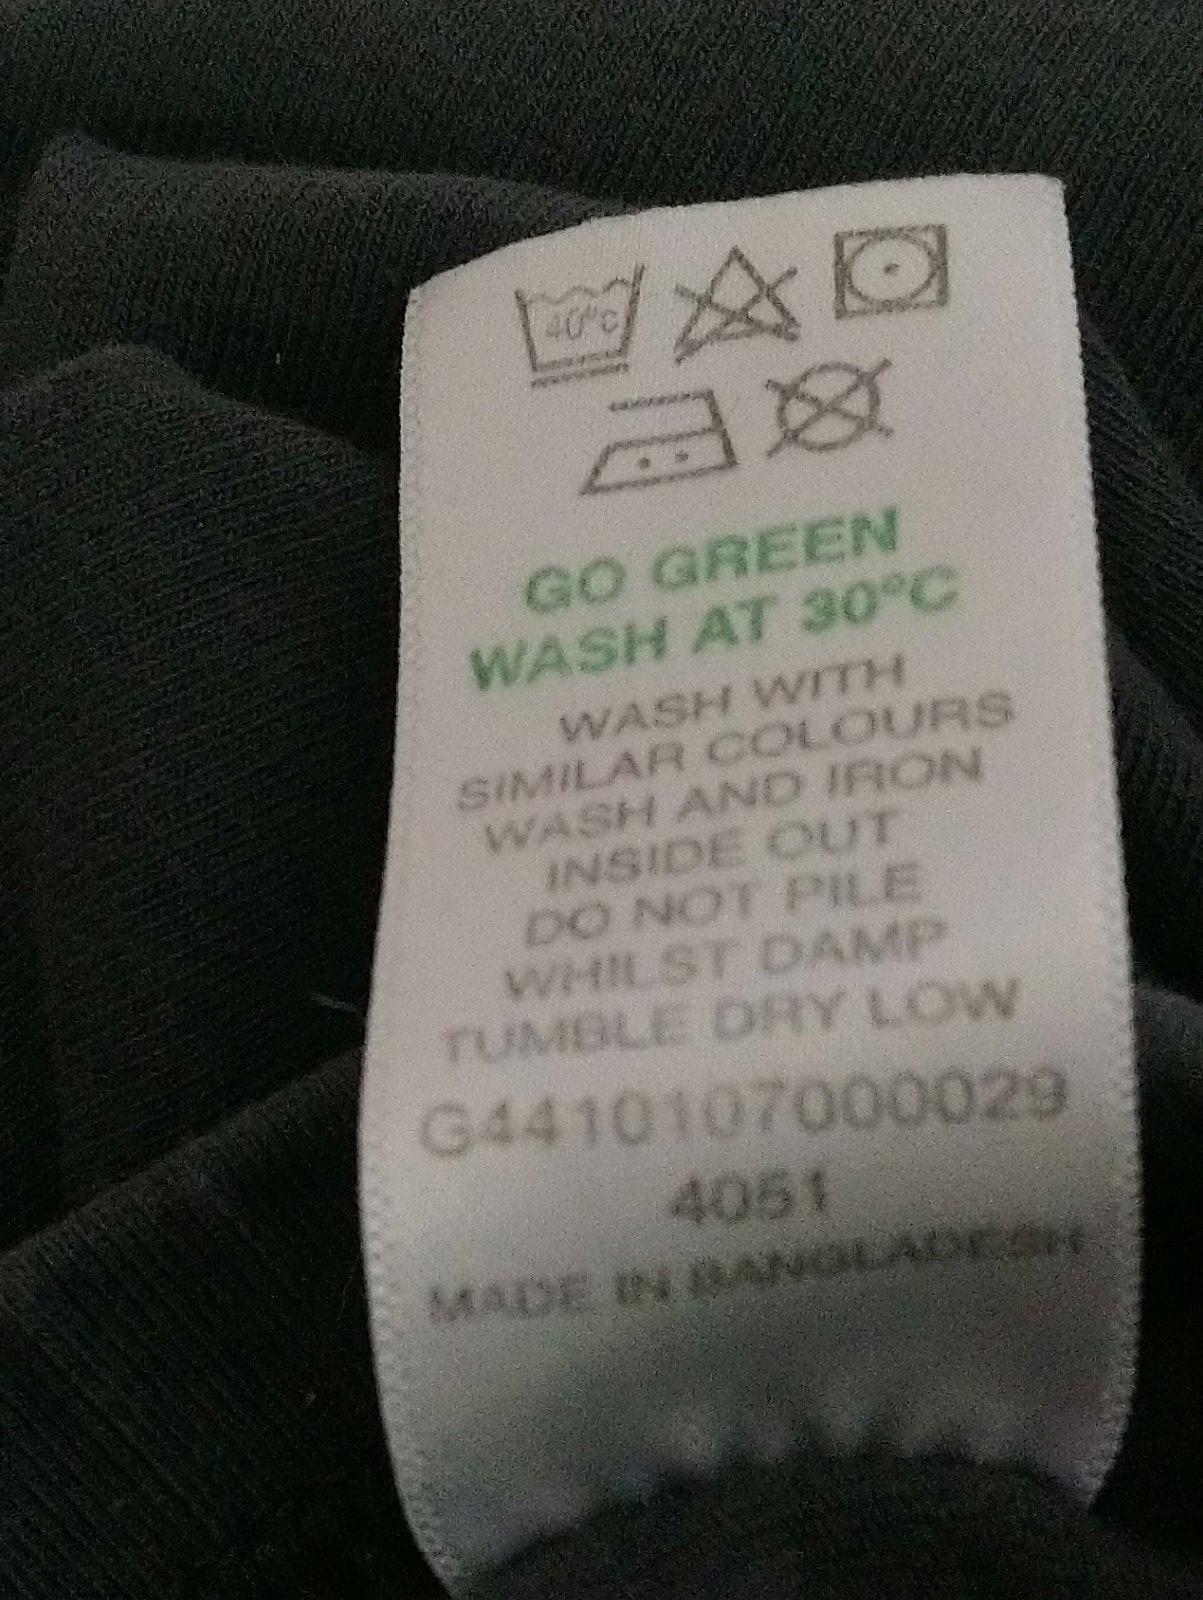 40°C
GO GREEN
WASH AT 30°C
WASH WITH
SIMILAR COLOURS
WASH AND IRON
INSIDE OUT
DO NOT PILE
WHILST DAMP
TUMBLE DRY LOW
G4410107000029
4051
MADE IN BANGLADESH